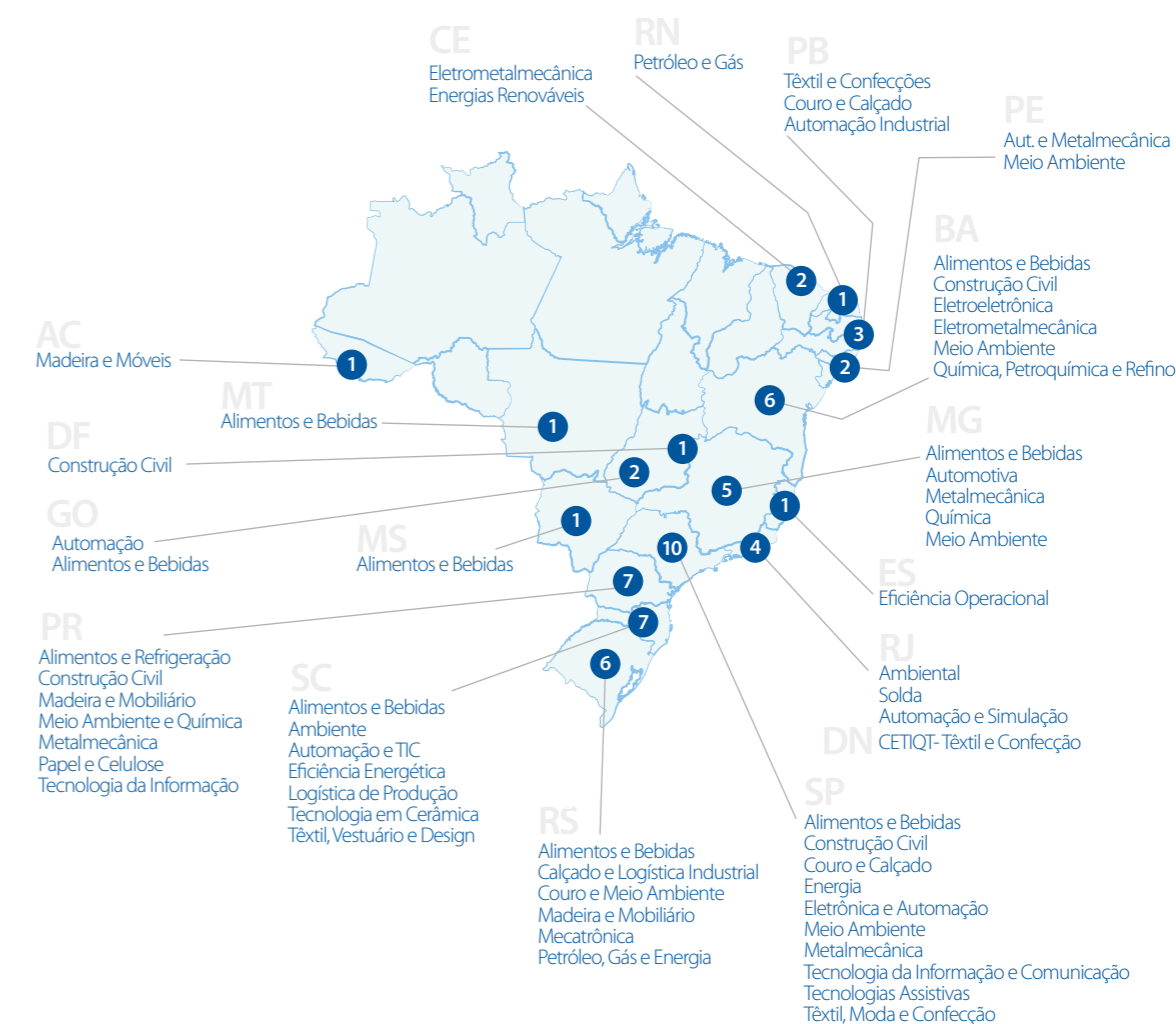 CE
Eletrometalmecânica
Energias Renováveis
RN
Petróleo e Gás
PB
Têxtil e Confecções
Couro e Calçado
Automação Industrial
PE
Aut. e Metalmecânica
Meio Ambiente
BA
Alimentos e Bebidas
Construção Civil
Eletroeletrônica
Eletrometalmecânica
Meio Ambiente
Química, Petroquímica e Refino
2
1
3
2
6
AC
Madeira e Móveis
1
MT
Alimentos e Bebidas
1
DF
Construção Civil
1
GO
Automação
Alimentos e Bebidas
2
MS
Alimentos e Bebidas
1
MG
Alimentos e Bebidas
Automotiva
Metalmecânica
Química
Meio Ambiente
5
1
10
4
7
7
6
ES
Eficiência Operacional
RJ
Ambiental
Solda
Automação e Simulação
DN CETIQT- Têxtil e Confecção
PR
Alimentos e Refrigeração
Construção Civil
Madeira e Mobiliário
Meio Ambiente e Química
Metalmecânica
Papel e Celulose
Tecnologia da Informação
SC
Alimentos e Bebidas
Ambiente
Automação e TIC
Eficiência Energética
Logística de Produção
Tecnologia em Cerâmica
Têxtil, Vestuário e Design
RS
Alimentos e Bebidas
Calçado e Logística Industrial
Couro e Meio Ambiente
Madeira e Mobiliário
Mecatrônica
Petróleo, Gás e Energia
SP
Alimentos e Bebidas
Construção Civil
Couro e Calçado
Energia
Eletrônica e Automação
Meio Ambiente
Metalmecânica
Tecnologia da Informação e Comunicação
Tecnologias Assistivas
Têxtil, Moda e Confecção